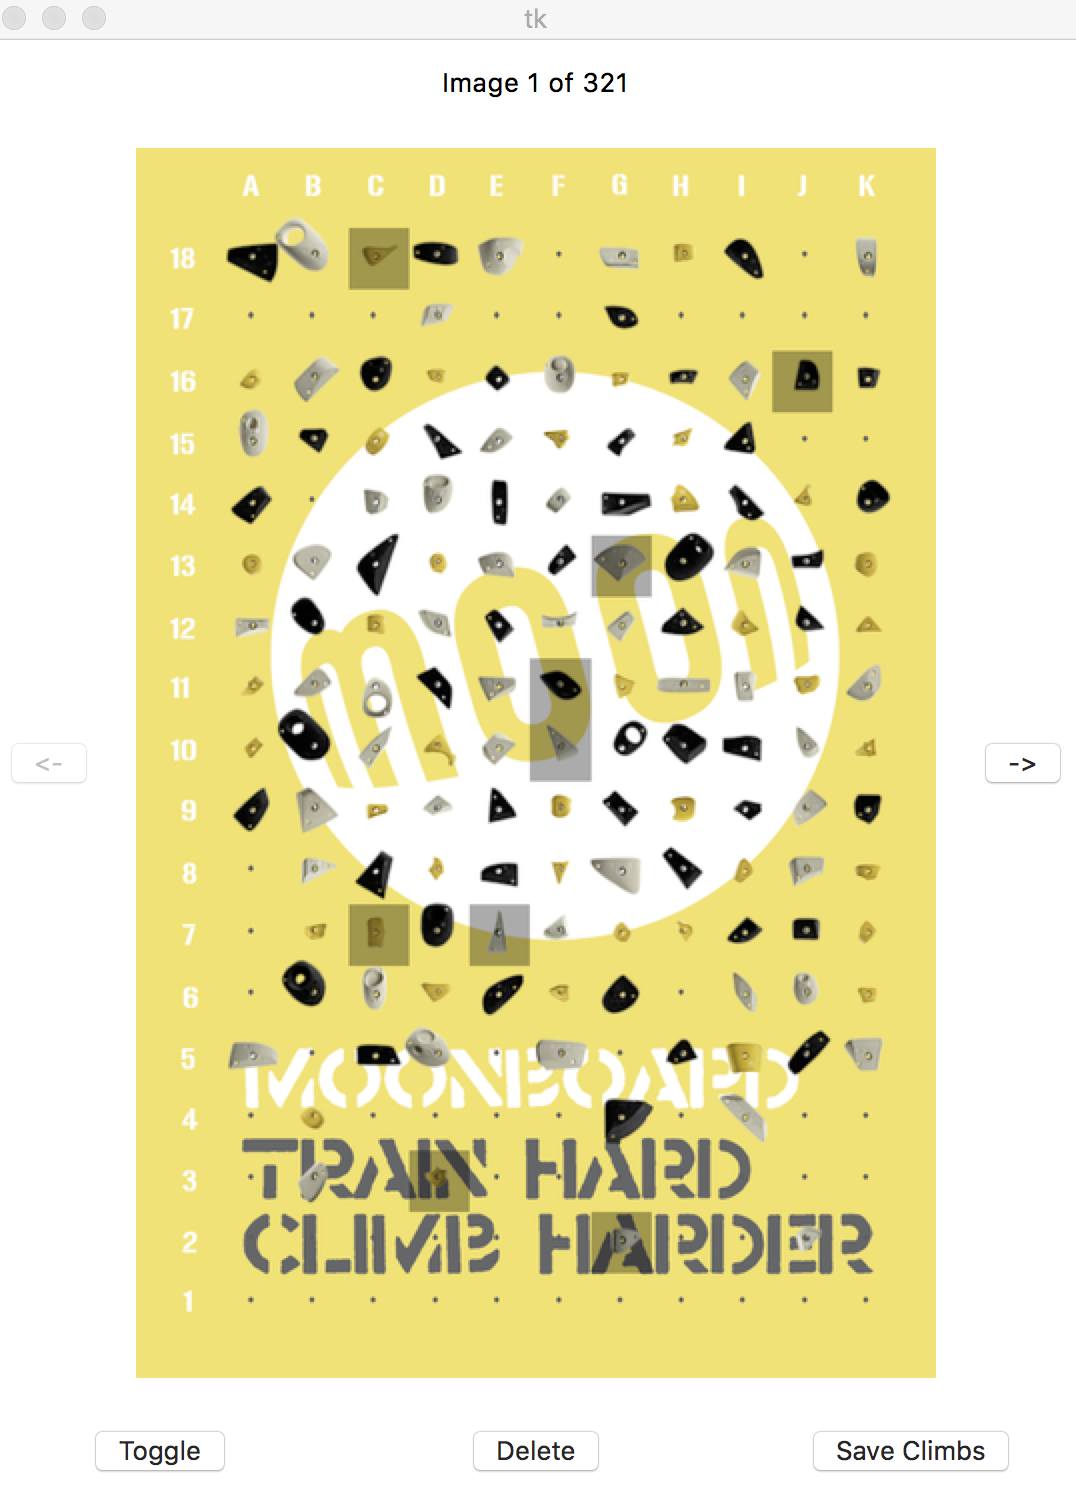 tk
Image 1 of 321
A B C D E F G H I J K
18
17
16
15
14
13
12
11
10
9
8
7
6
5
4
3
2
1
moon
<- ->
MOONBOARD
TRAIN HARD
CLIMB HARDER
Toggle Delete Save Climbs